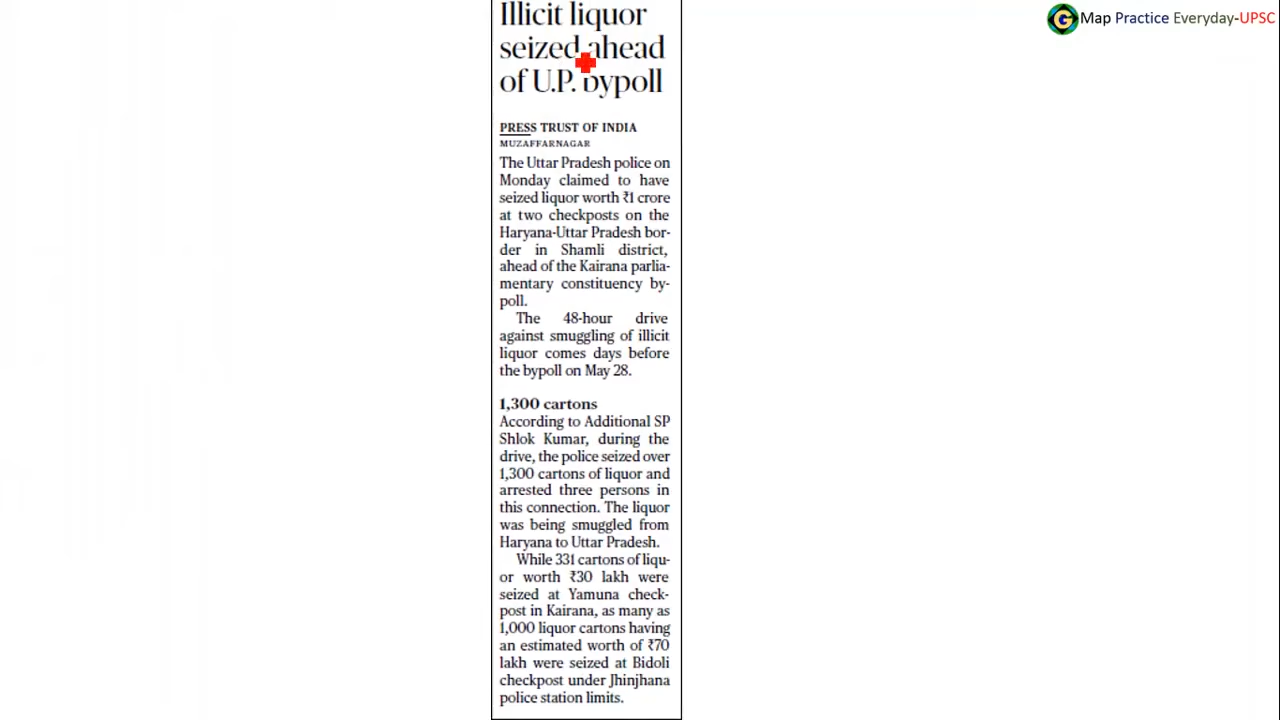 Illicit liquor
seized ahead
of U.P. bypoll
Map Practice Everyday-UPSC
PRESS TRUST OF INDIA
MUZAFFARNAGAR
The Uttar Pradesh police on
Monday claimed to have
seized liquor worth ₹1 crore
at two checkposts on the
Haryana-Uttar Pradesh bor-
der in Shamli district,
ahead of the Kairana parlia-
mentary constituency by-
poll.
The 48-hour drive
against smuggling of illicit
liquor comes days before
the bypoll on May 28.
1,300 cartons
According to Additional SP
Shlok Kumar, during the
drive, the police seized over
1,300 cartons of liquor and
arrested three persons in
this connection. The liquor
was being smuggled from
Haryana to Uttar Pradesh.
While 331 cartons of liqu-
or worth ₹30 lakh were
seized at Yamuna check-
post in Kairana, as many as
1,000 liquor cartons having
an estimated worth of ₹70
lakh were seized at Bidoli
checkpost under Jhinjhana
police station limits.